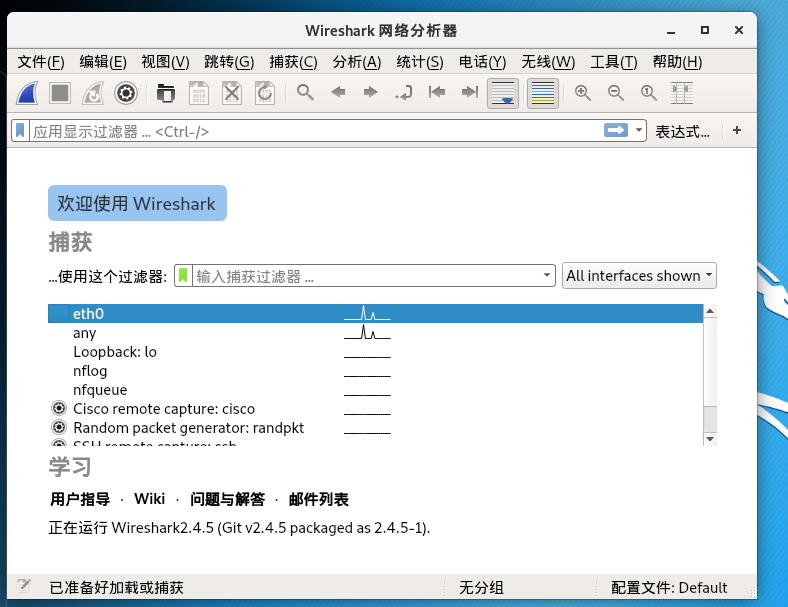 Wireshark 网络分析器
文件(F) 编辑(E) 视图(V) 跳转(G) 捕获(C) 分析(A) 统计(S) 电话(Y) 无线(W) 工具(T) 帮助(H)
应用显示过滤器 ... <Ctrl-/> 表达式... +
欢迎使用 Wireshark
捕获
...使用这个过滤器: 输入捕获过滤器 ... All interfaces shown
eth0
any
Loopback: lo
nflog
nfqueue
Cisco remote capture: cisco
Random packet generator: randpkt
SSH remote capture: ssh
学习
用户指导 · Wiki · 问题与解答 · 邮件列表
正在运行 Wireshark2.4.5 (Git v2.4.5 packaged as 2.4.5-1).
已准备好加载或捕获 无分组 配置文件: Default